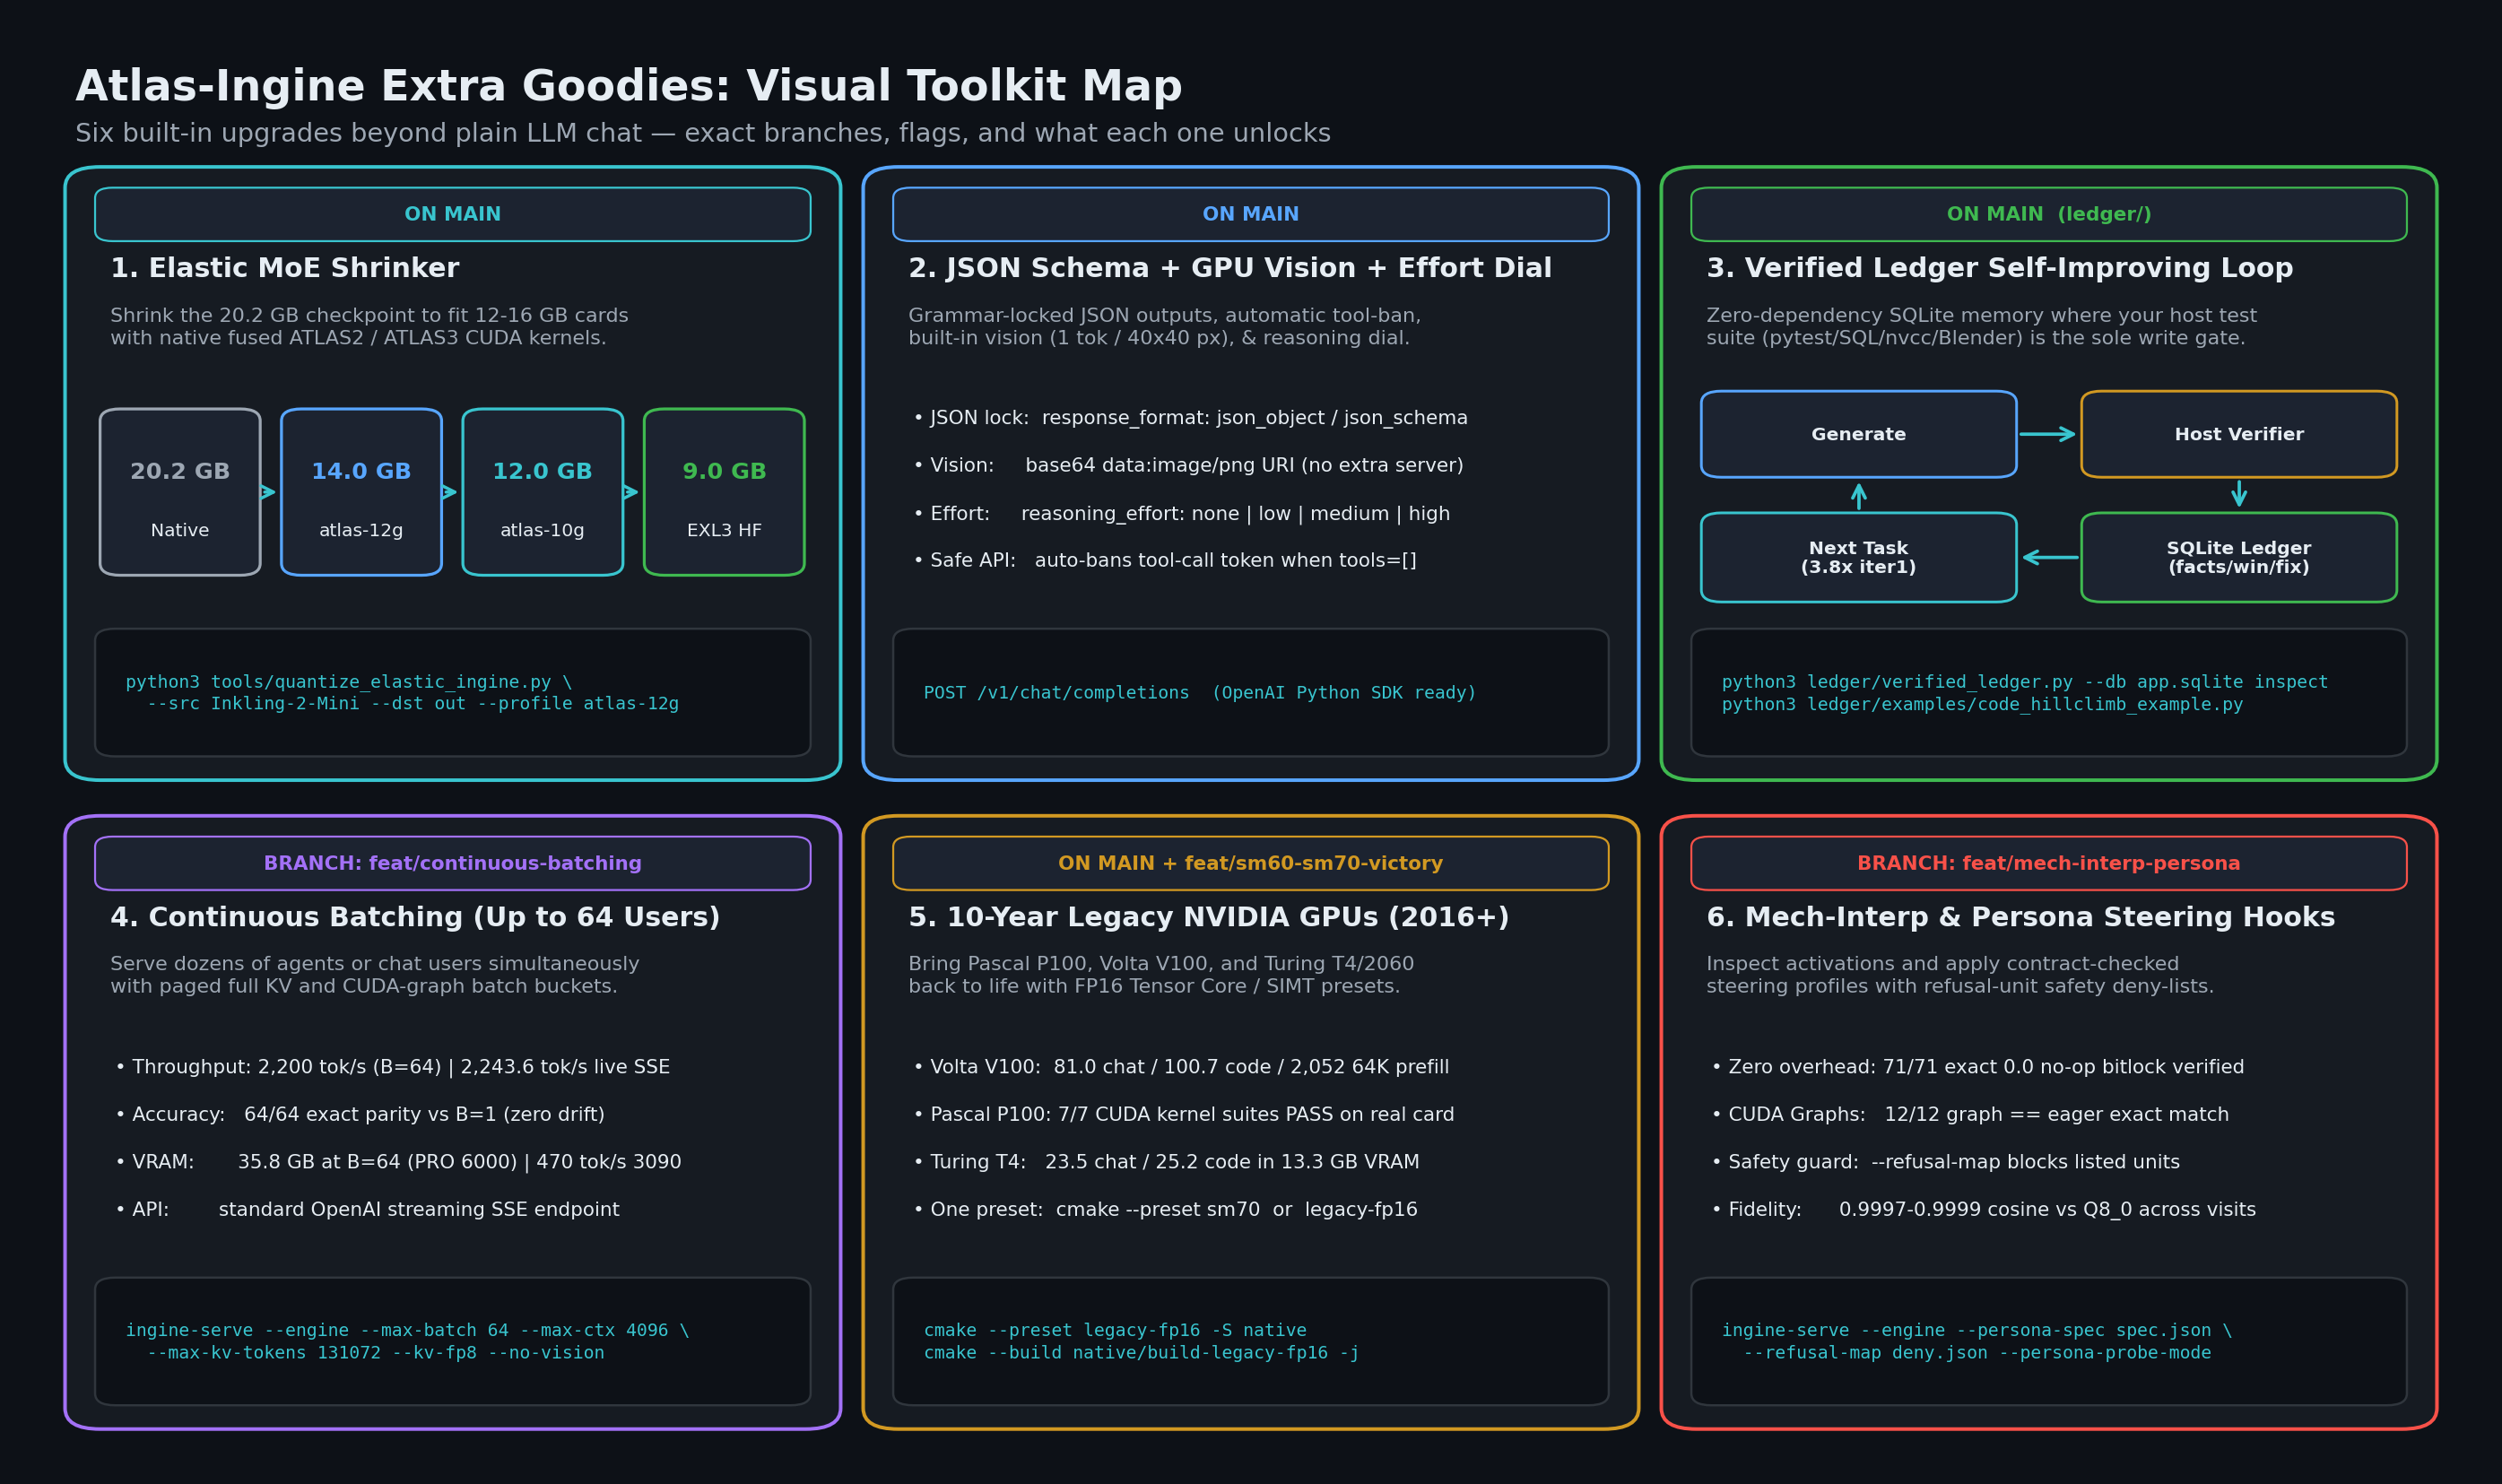 Atlas-Ingine Extra Goodies: Visual Toolkit Map
Six built-in upgrades beyond plain LLM chat — exact branches, flags, and what each one unlocks
ON MAIN
1. Elastic MoE Shrinker
Shrink the 20.2 GB checkpoint to fit 12-16 GB cards
with native fused ATLAS2 / ATLAS3 CUDA kernels.
20.2 GB
Native
14.0 GB
atlas-12g
12.0 GB
atlas-10g
9.0 GB
EXL3 HF
python3 tools/quantize_elastic_ingine.py \
--src Inkling-2-Mini --dst out --profile atlas-12g
ON MAIN
2. JSON Schema + GPU Vision + Effort Dial
Grammar-locked JSON outputs, automatic tool-ban,
built-in vision (1 tok / 40x40 px), & reasoning dial.
• JSON lock: response_format: json_object / json_schema
• Vision: base64 data:image/png URI (no extra server)
• Effort: reasoning_effort: none | low | medium | high
• Safe API: auto-bans tool-call token when tools=[]
POST /v1/chat/completions (OpenAI Python SDK ready)
ON MAIN (ledger/)
3. Verified Ledger Self-Improving Loop
Zero-dependency SQLite memory where your host test
suite (pytest/SQL/nvcc/Blender) is the sole write gate.
Generate
Host Verifier
Next Task
(3.8x iter1)
SQLite Ledger
(facts/win/fix)
python3 ledger/verified_ledger.py --db app.sqlite inspect
python3 ledger/examples/code_hillclimb_example.py
BRANCH: feat/continuous-batching
4. Continuous Batching (Up to 64 Users)
Serve dozens of agents or chat users simultaneously
with paged full KV and CUDA-graph batch buckets.
• Throughput: 2,200 tok/s (B=64) | 2,243.6 tok/s live SSE
• Accuracy: 64/64 exact parity vs B=1 (zero drift)
• VRAM: 35.8 GB at B=64 (PRO 6000) | 470 tok/s 3090
• API: standard OpenAI streaming SSE endpoint
ingine-serve --engine --max-batch 64 --max-ctx 4096 \
--max-kv-tokens 131072 --kv-fp8 --no-vision
ON MAIN + feat/sm60-sm70-victory
5. 10-Year Legacy NVIDIA GPUs (2016+)
Bring Pascal P100, Volta V100, and Turing T4/2060
back to life with FP16 Tensor Core / SIMT presets.
• Volta V100: 81.0 chat / 100.7 code / 2,052 64K prefill
• Pascal P100: 7/7 CUDA kernel suites PASS on real card
• Turing T4: 23.5 chat / 25.2 code in 13.3 GB VRAM
• One preset: cmake --preset sm70 or legacy-fp16
cmake --preset legacy-fp16 -S native
cmake --build native/build-legacy-fp16 -j
BRANCH: feat/mech-interp-persona
6. Mech-Interp & Persona Steering Hooks
Inspect activations and apply contract-checked
steering profiles with refusal-unit safety deny-lists.
• Zero overhead: 71/71 exact 0.0 no-op bitlock verified
• CUDA Graphs: 12/12 graph == eager exact match
• Safety guard: --refusal-map blocks listed units
• Fidelity: 0.9997-0.9999 cosine vs Q8_0 across visits
ingine-serve --engine --persona-spec spec.json \
--refusal-map deny.json --persona-probe-mode